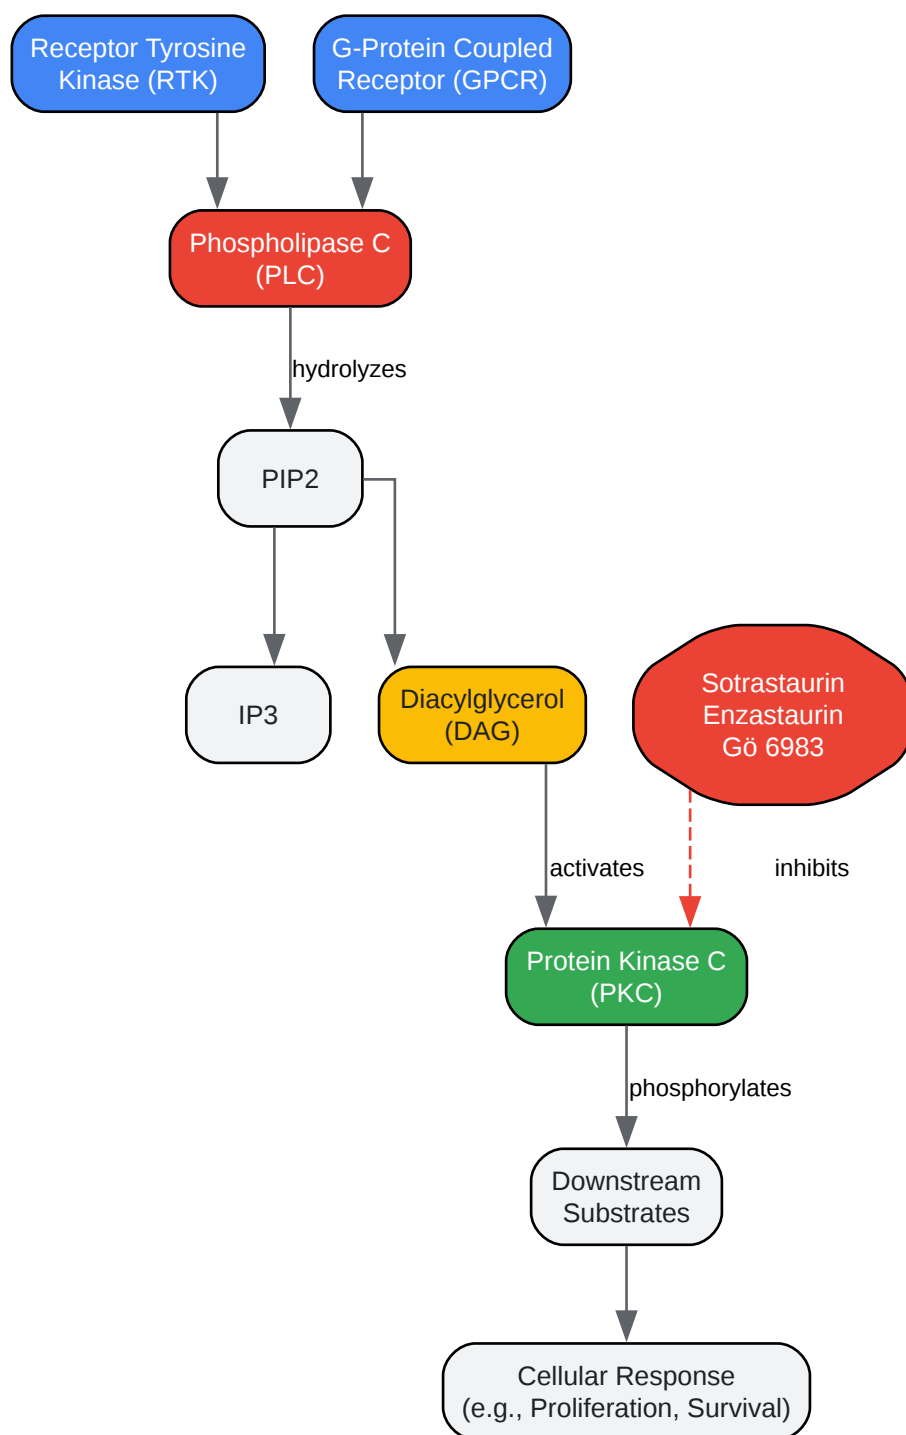 Receptor Tyrosine
Kinase (RTK)
G-Protein Coupled
Receptor (GPCR)
Phospholipase C
(PLC)
hydrolyzes
PIP2
IP3
Diacylglycerol
(DAG)
Sotrastaurin
Enzastaurin
Gö 6983
activates
inhibits
Protein Kinase C
(PKC)
phosphorylates
Downstream
Substrates
Cellular Response
(e.g., Proliferation, Survival)